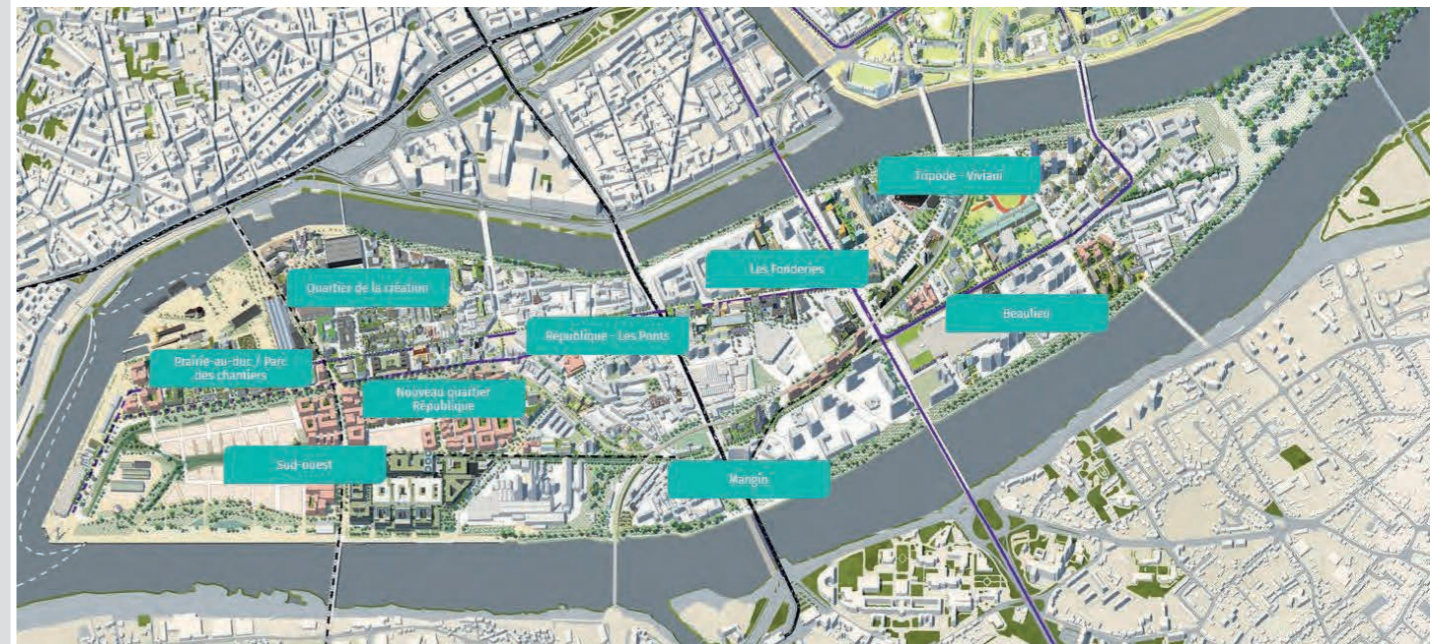 Tripode - Viviani
Les Fonderies
Quartier de la création
Beaulieu
République - Les Ponts
Prairie-au-duc / Parc
des chantiers
Nouveau quartier
République
Sud-ouest
Mangin